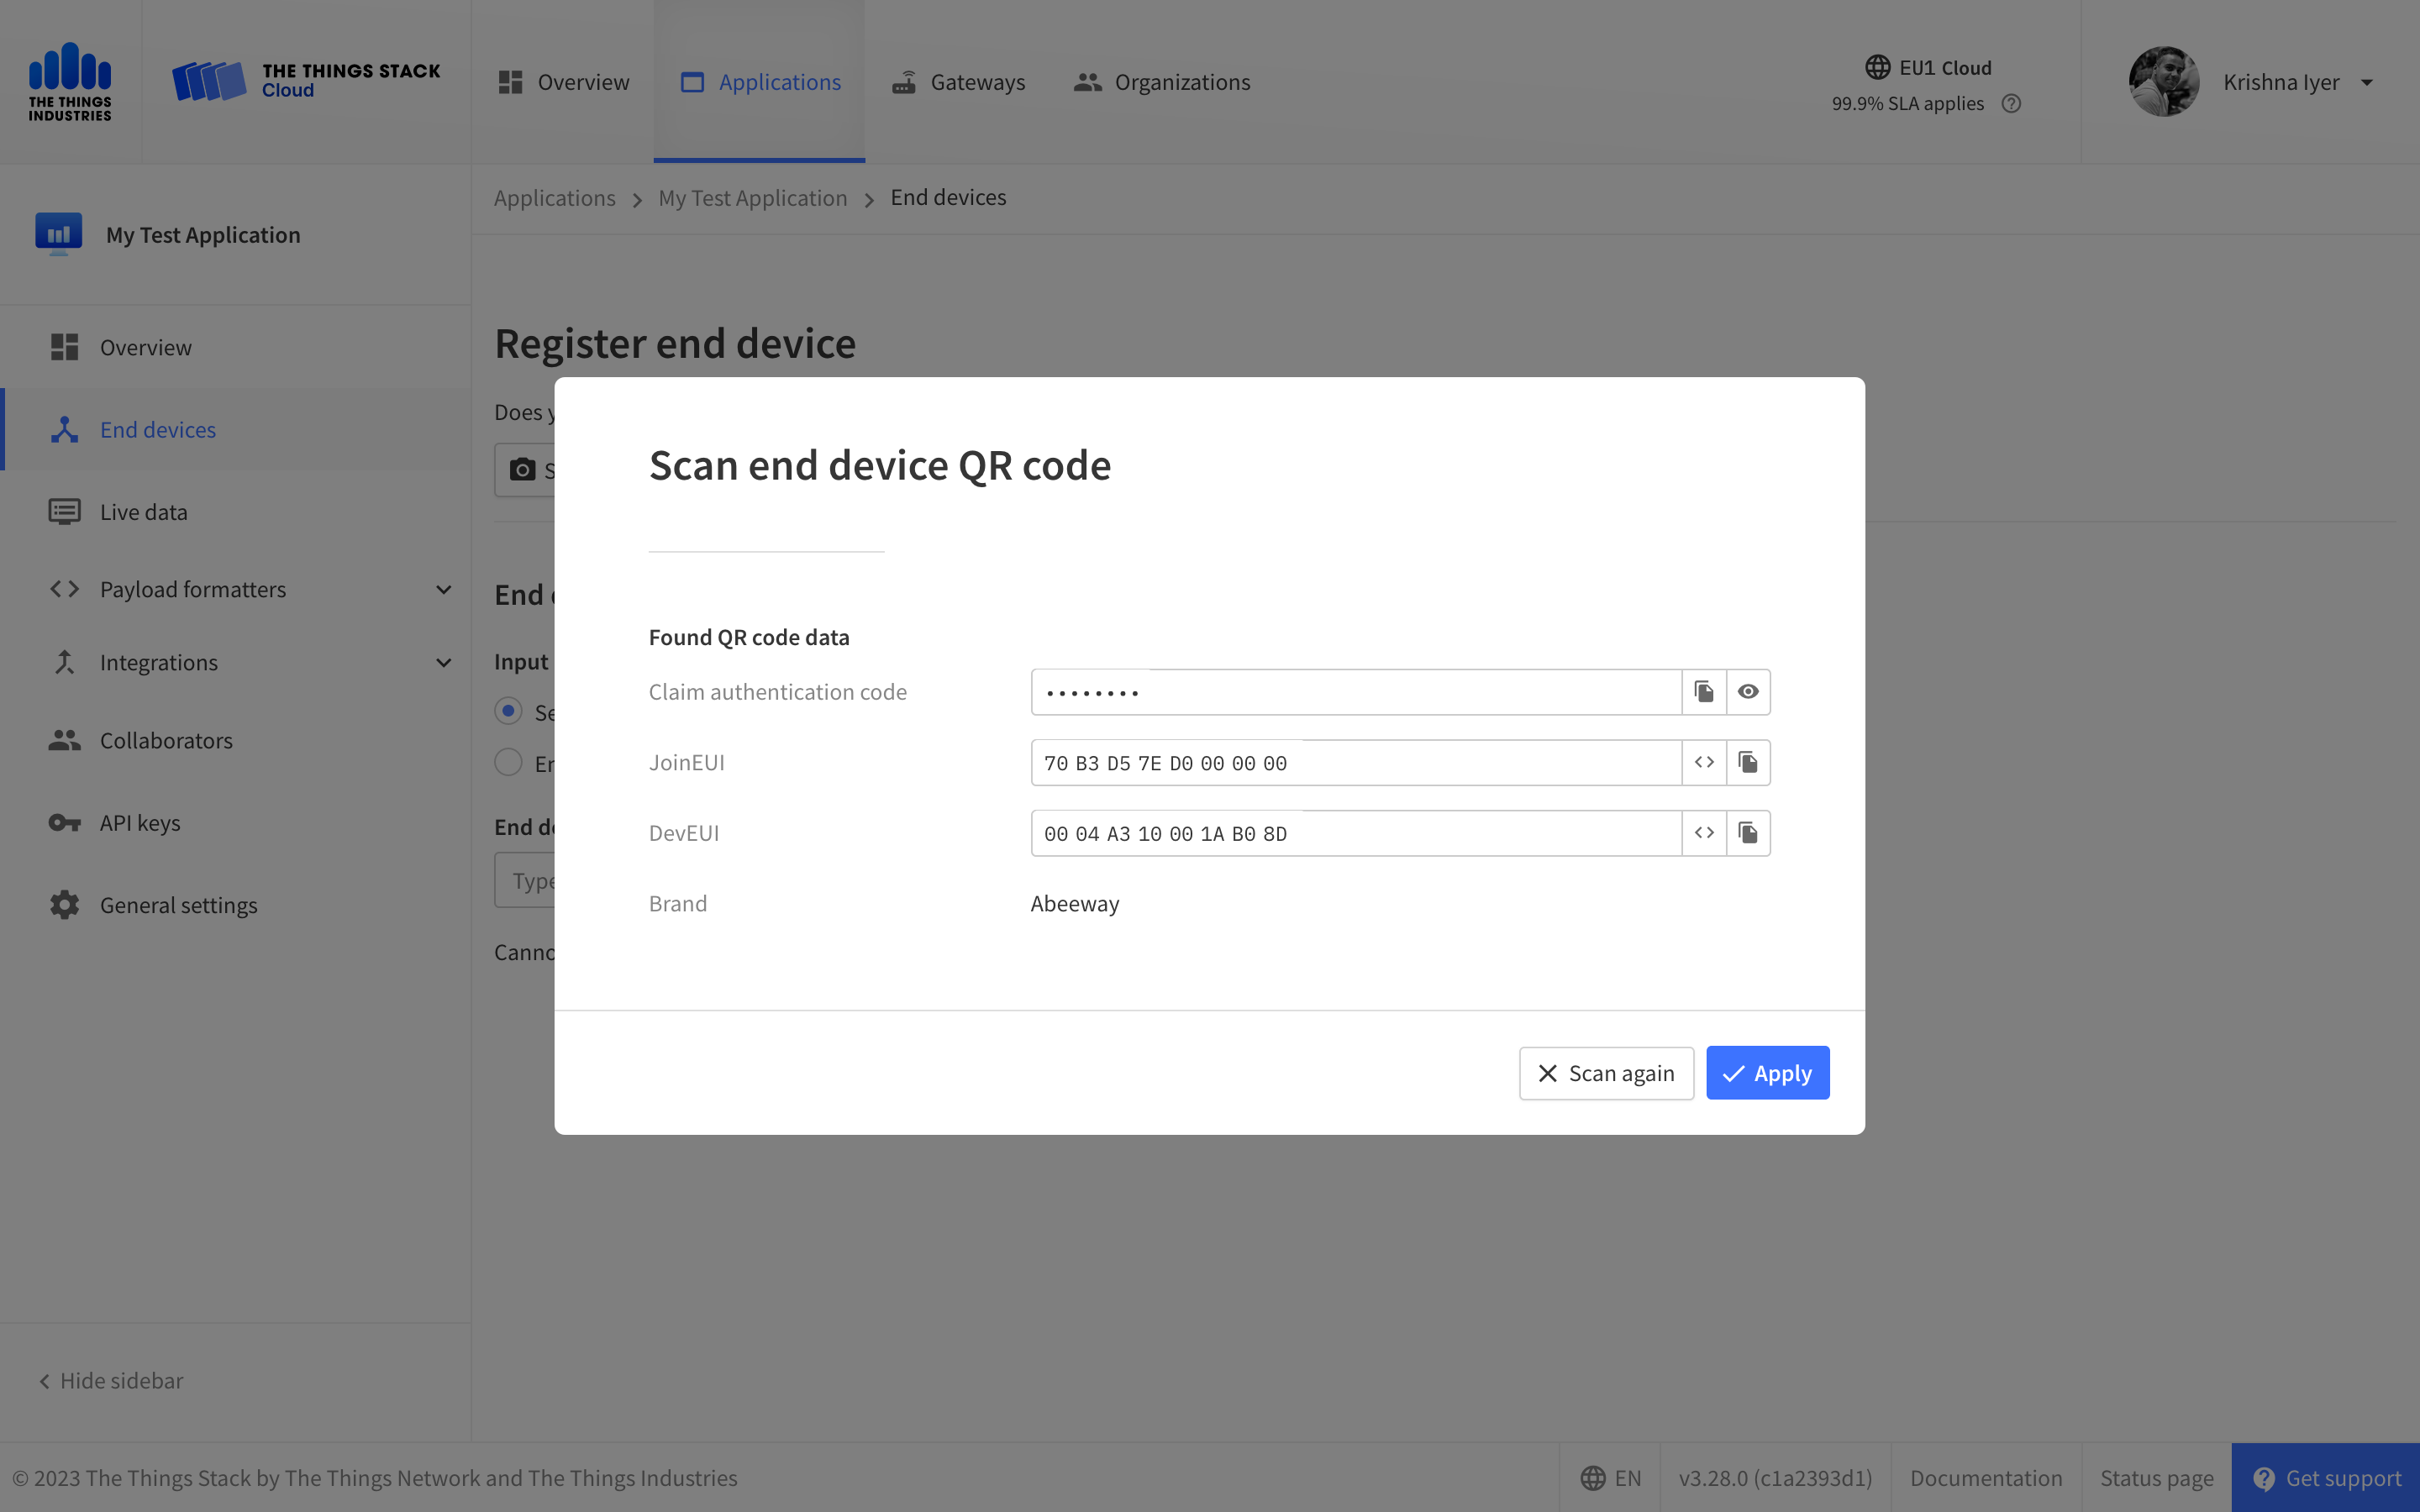 THE THINGS
INDUSTRIES
THE THINGS STACK
Cloud
Overview
Applications
Gateways
Organizations
EU1 Cloud
99.9% SLA applies
Krishna Iyer
Applications
My Test Application
End devices
My Test Application
Overview
End devices
Live data
Payload formatters
Integrations
Collaborators
API keys
General settings
Hide sidebar
Register end device
Does
End
Input
End
Type
Scan end device QR code
Found QR code data
Claim authentication code
••••••••
JoinEUI
70 B3 D5 7E D0 00 00 00
DevEUI
00 04 A3 10 00 1A B0 8D
Brand
Abeeway
Scan again
Apply
© 2023 The Things Stack by The Things Network and The Things Industries
EN
v3.28.0 (c1a2393d1)
Documentation
Status page
Get support